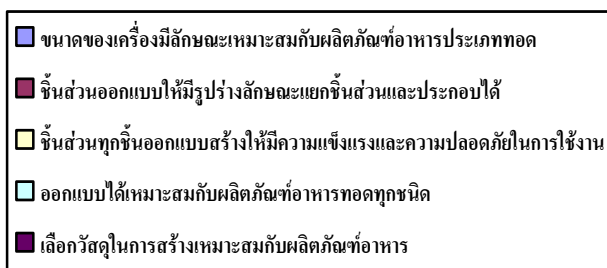 ขนาดของเครื่องมีลักษณะเหมาะสมกับผลิตภัณฑ์อาหารประเภททอด
ชิ้นส่วนออกแบบให้มีรูปร่างลักษณะแยกชิ้นส่วนและประกอบได้
ชิ้นส่วนทุกชิ้นออกแบบสร้างให้มีความแข็งแรงและความปลอดภัยในการใช้งาน
ออกแบบได้เหมาะสมกับผลิตภัณฑ์อาหารทอดทุกชนิด
เลือกวัสดุในการสร้างเหมาะสมกับผลิตภัณฑ์อาหาร